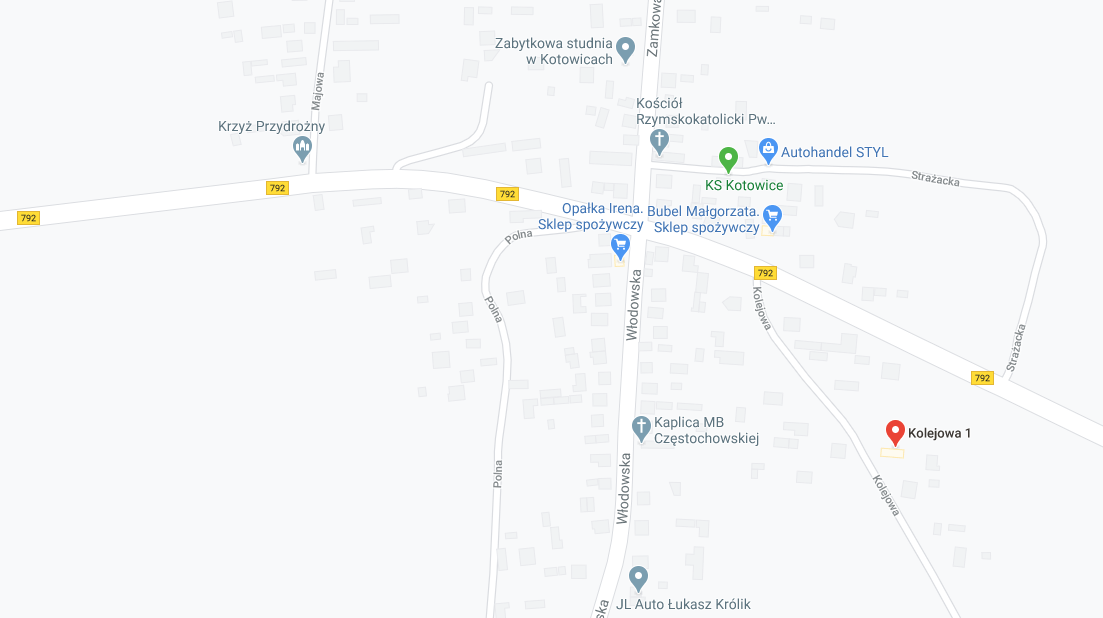 Zamkowa
Zabytkowa studnia
w Kotowicach
Majowa
Kościół
Rzymskokatolicki Pw...
Krzyż Przydrożny
Autohandel STYL
KS Kotowice
Strażacka
792
792
792
Opałka Irena.
Sklep spożywczy
Bubel Małgorzata.
Sklep spożywczy
Polna
792
Włodowska
Kolejowa
Polna
Strażacka
792
Kaplica MB
Częstochowskiej
Kolejowa 1
Polna
Włodowska
Kolejowa
JL Auto Łukasz Królik
ska